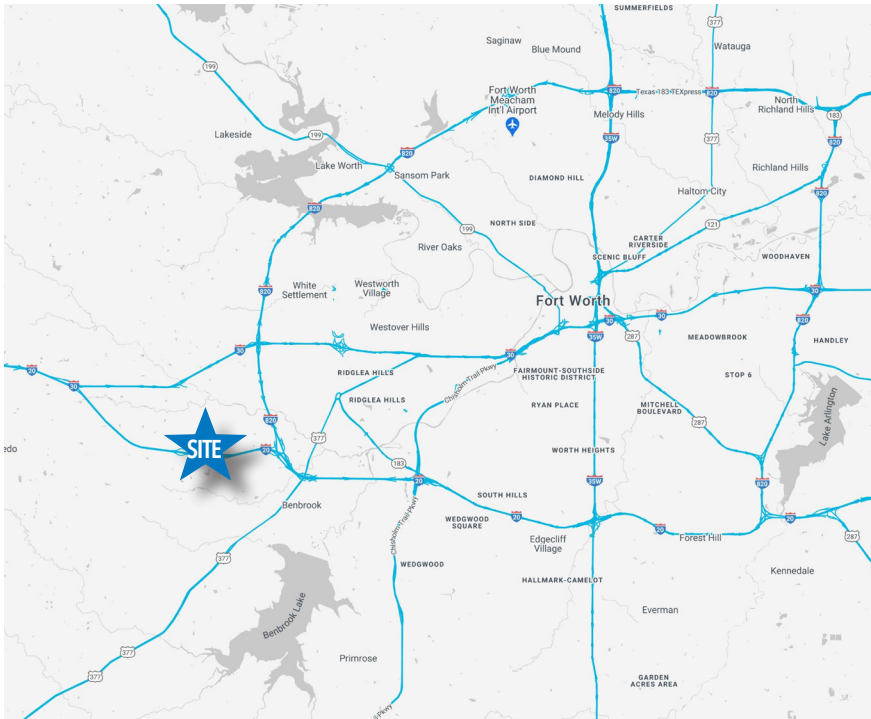 SUMMERFIELDS
377
Saginaw
Blue Mound
Watauga
199
Fort Worth
Meacham
Int'l Airport
820
Texas 183 TEXpress
820
North
Richland Hills
183
Melody Hills
35W
Lakeside
199
377
820
820
Lake Worth
Sansom Park
Richland Hills
DIAMOND HILL
Haltom City
820
820
199
NORTH SIDE
121
River Oaks
CARTER
RIVERSIDE
SCENIC BLUFF
WOODHAVEN
White
Settlement
Westworth
Village
820
30
Fort Worth
30
30
820
Westover Hills
35W
287
MEADOWBROOK
HANDLEY
30
30
20
30
RIDGLEA HILLS
Chisholm Trail Pkwy
FAIRMOUNT-SOUTHSIDE
HISTORIC DISTRICT
STOP 6
RIDGLEA HILLS
RYAN PLACE
MITCHELL
BOULEVARD
Lake Arlington
820
287
377
SITE
20
edo
WORTH HEIGHTS
183
20
35W
820
Benbrook
SOUTH HILLS
WEDGWOOD
SQUARE
20
20
20
287
Chisholm Trail Pkwy
Edgecliff
Village
Forest Hill
377
WEDGWOOD
HALLMARK-CAMELOT
Kennedale
Benbrook Lake
Everman
377
Primrose
377
GARDEN
ACRES AREA
il Pkwy